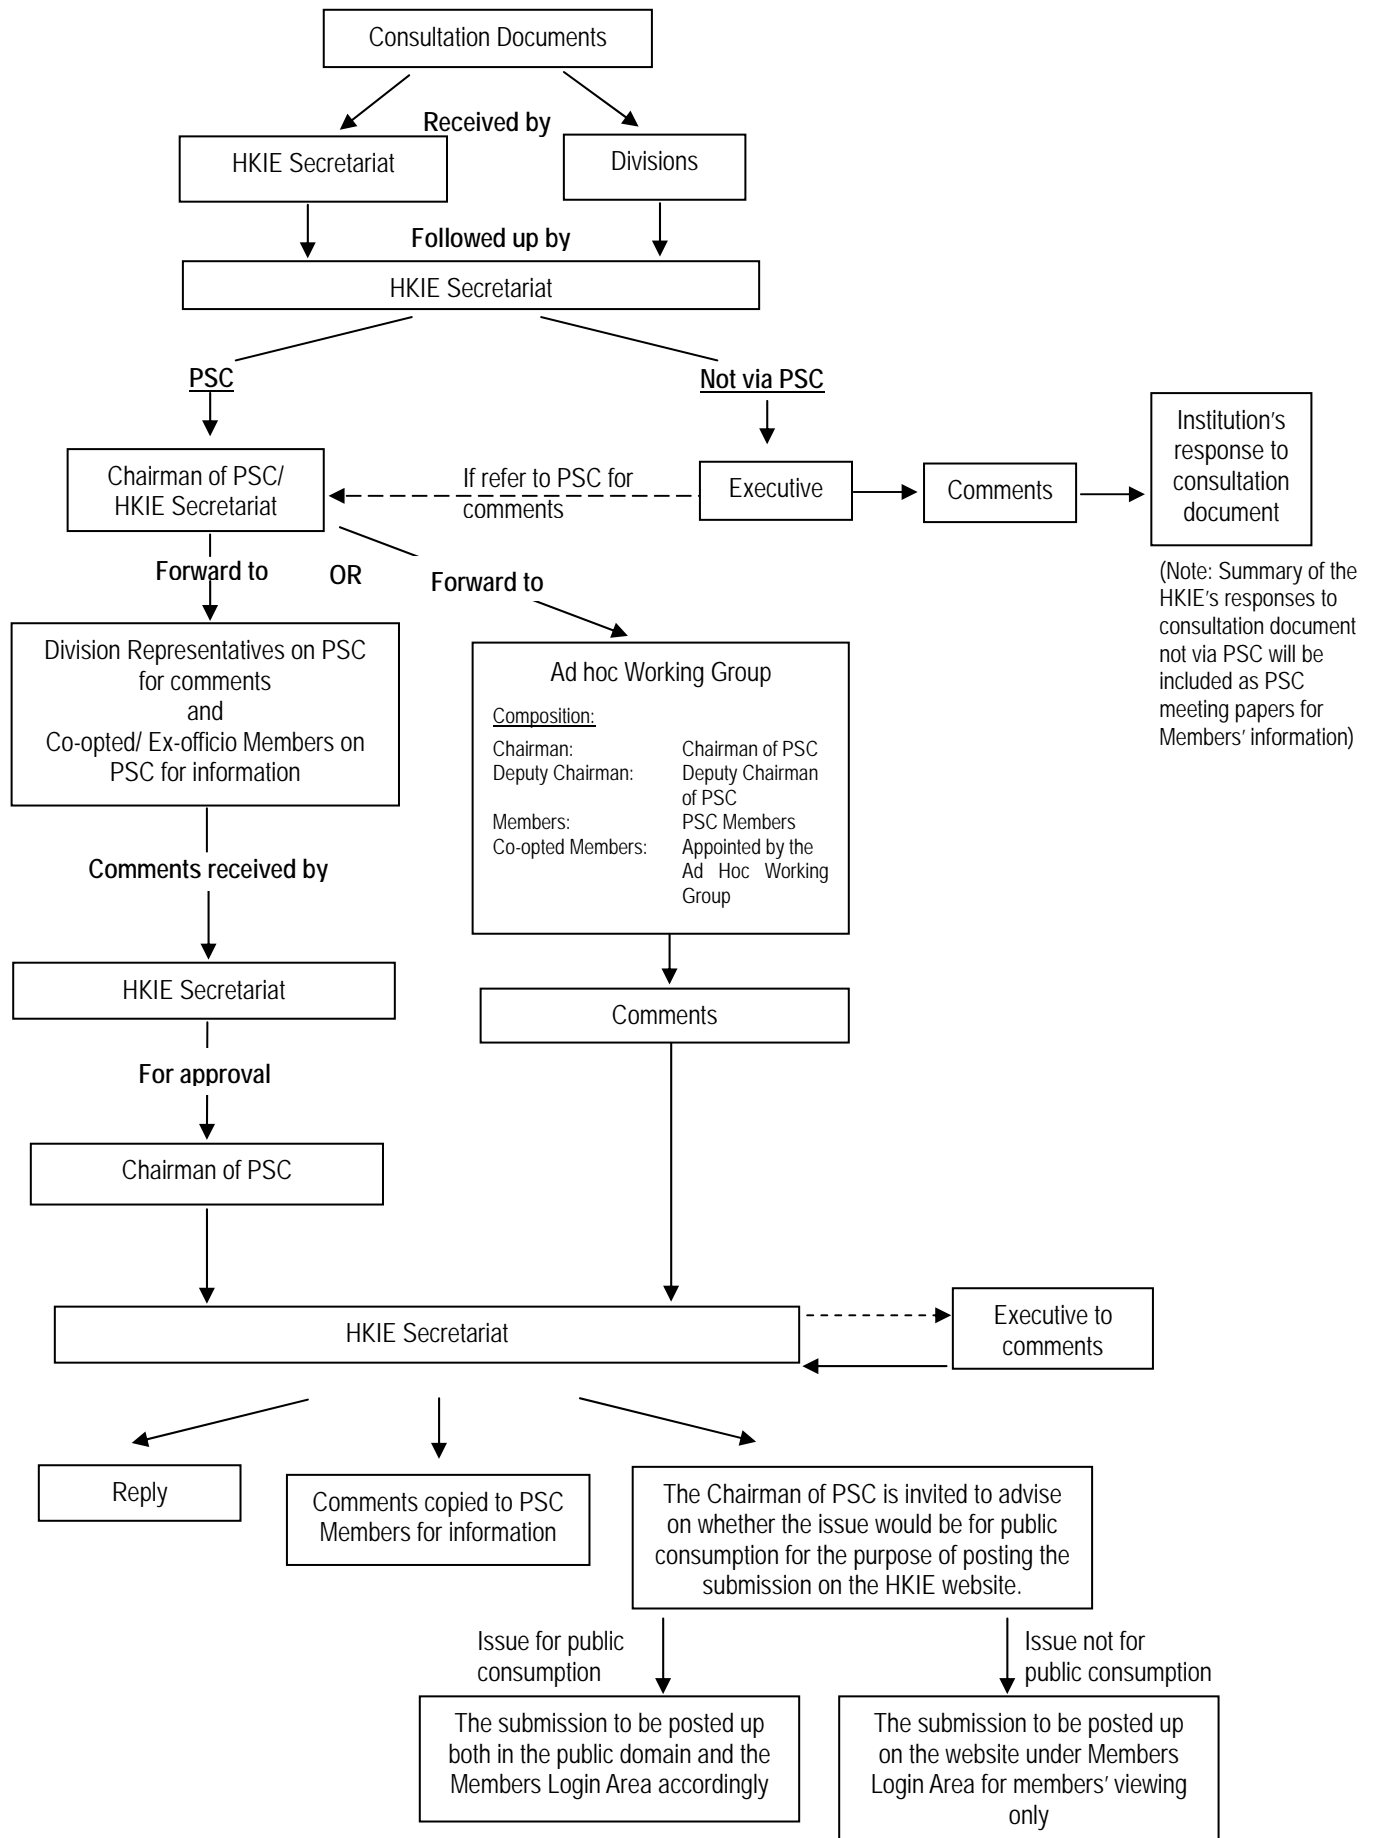 Consultation Documents
Received by
HKIE Secretariat
Divisions
Followed up by
HKIE Secretariat
PSC
Not via PSC
Chairman of PSC/
HKIE Secretariat
If refer to PSC for
comments
Executive
Comments
Institution's
response to
consultation
document
(Note: Summary of the
HKIE's responses to
consultation document
not via PSC will be
included as PSC
meeting papers for
Members' information)
Forward to
OR
Forward to
Division Representatives on PSC
for comments
and
Co-opted/ Ex-officio Members on
PSC for information
Ad hoc Working Group
Composition:
Chairman: Chairman of PSC
Deputy Chairman: Deputy Chairman
of PSC
Members: PSC Members
Co-opted Members: Appointed by the
Ad Hoc Working
Group
Comments received by
HKIE Secretariat
Comments
For approval
Chairman of PSC
HKIE Secretariat
Executive to
comments
Reply
Comments copied to PSC
Members for information
The Chairman of PSC is invited to advise
on whether the issue would be for public
consumption for the purpose of posting the
submission on the HKIE website.
Issue for public
consumption
Issue not for
public consumption
The submission to be posted up
both in the public domain and the
Members Login Area accordingly
The submission to be posted up
on the website under Members
Login Area for members' viewing
only